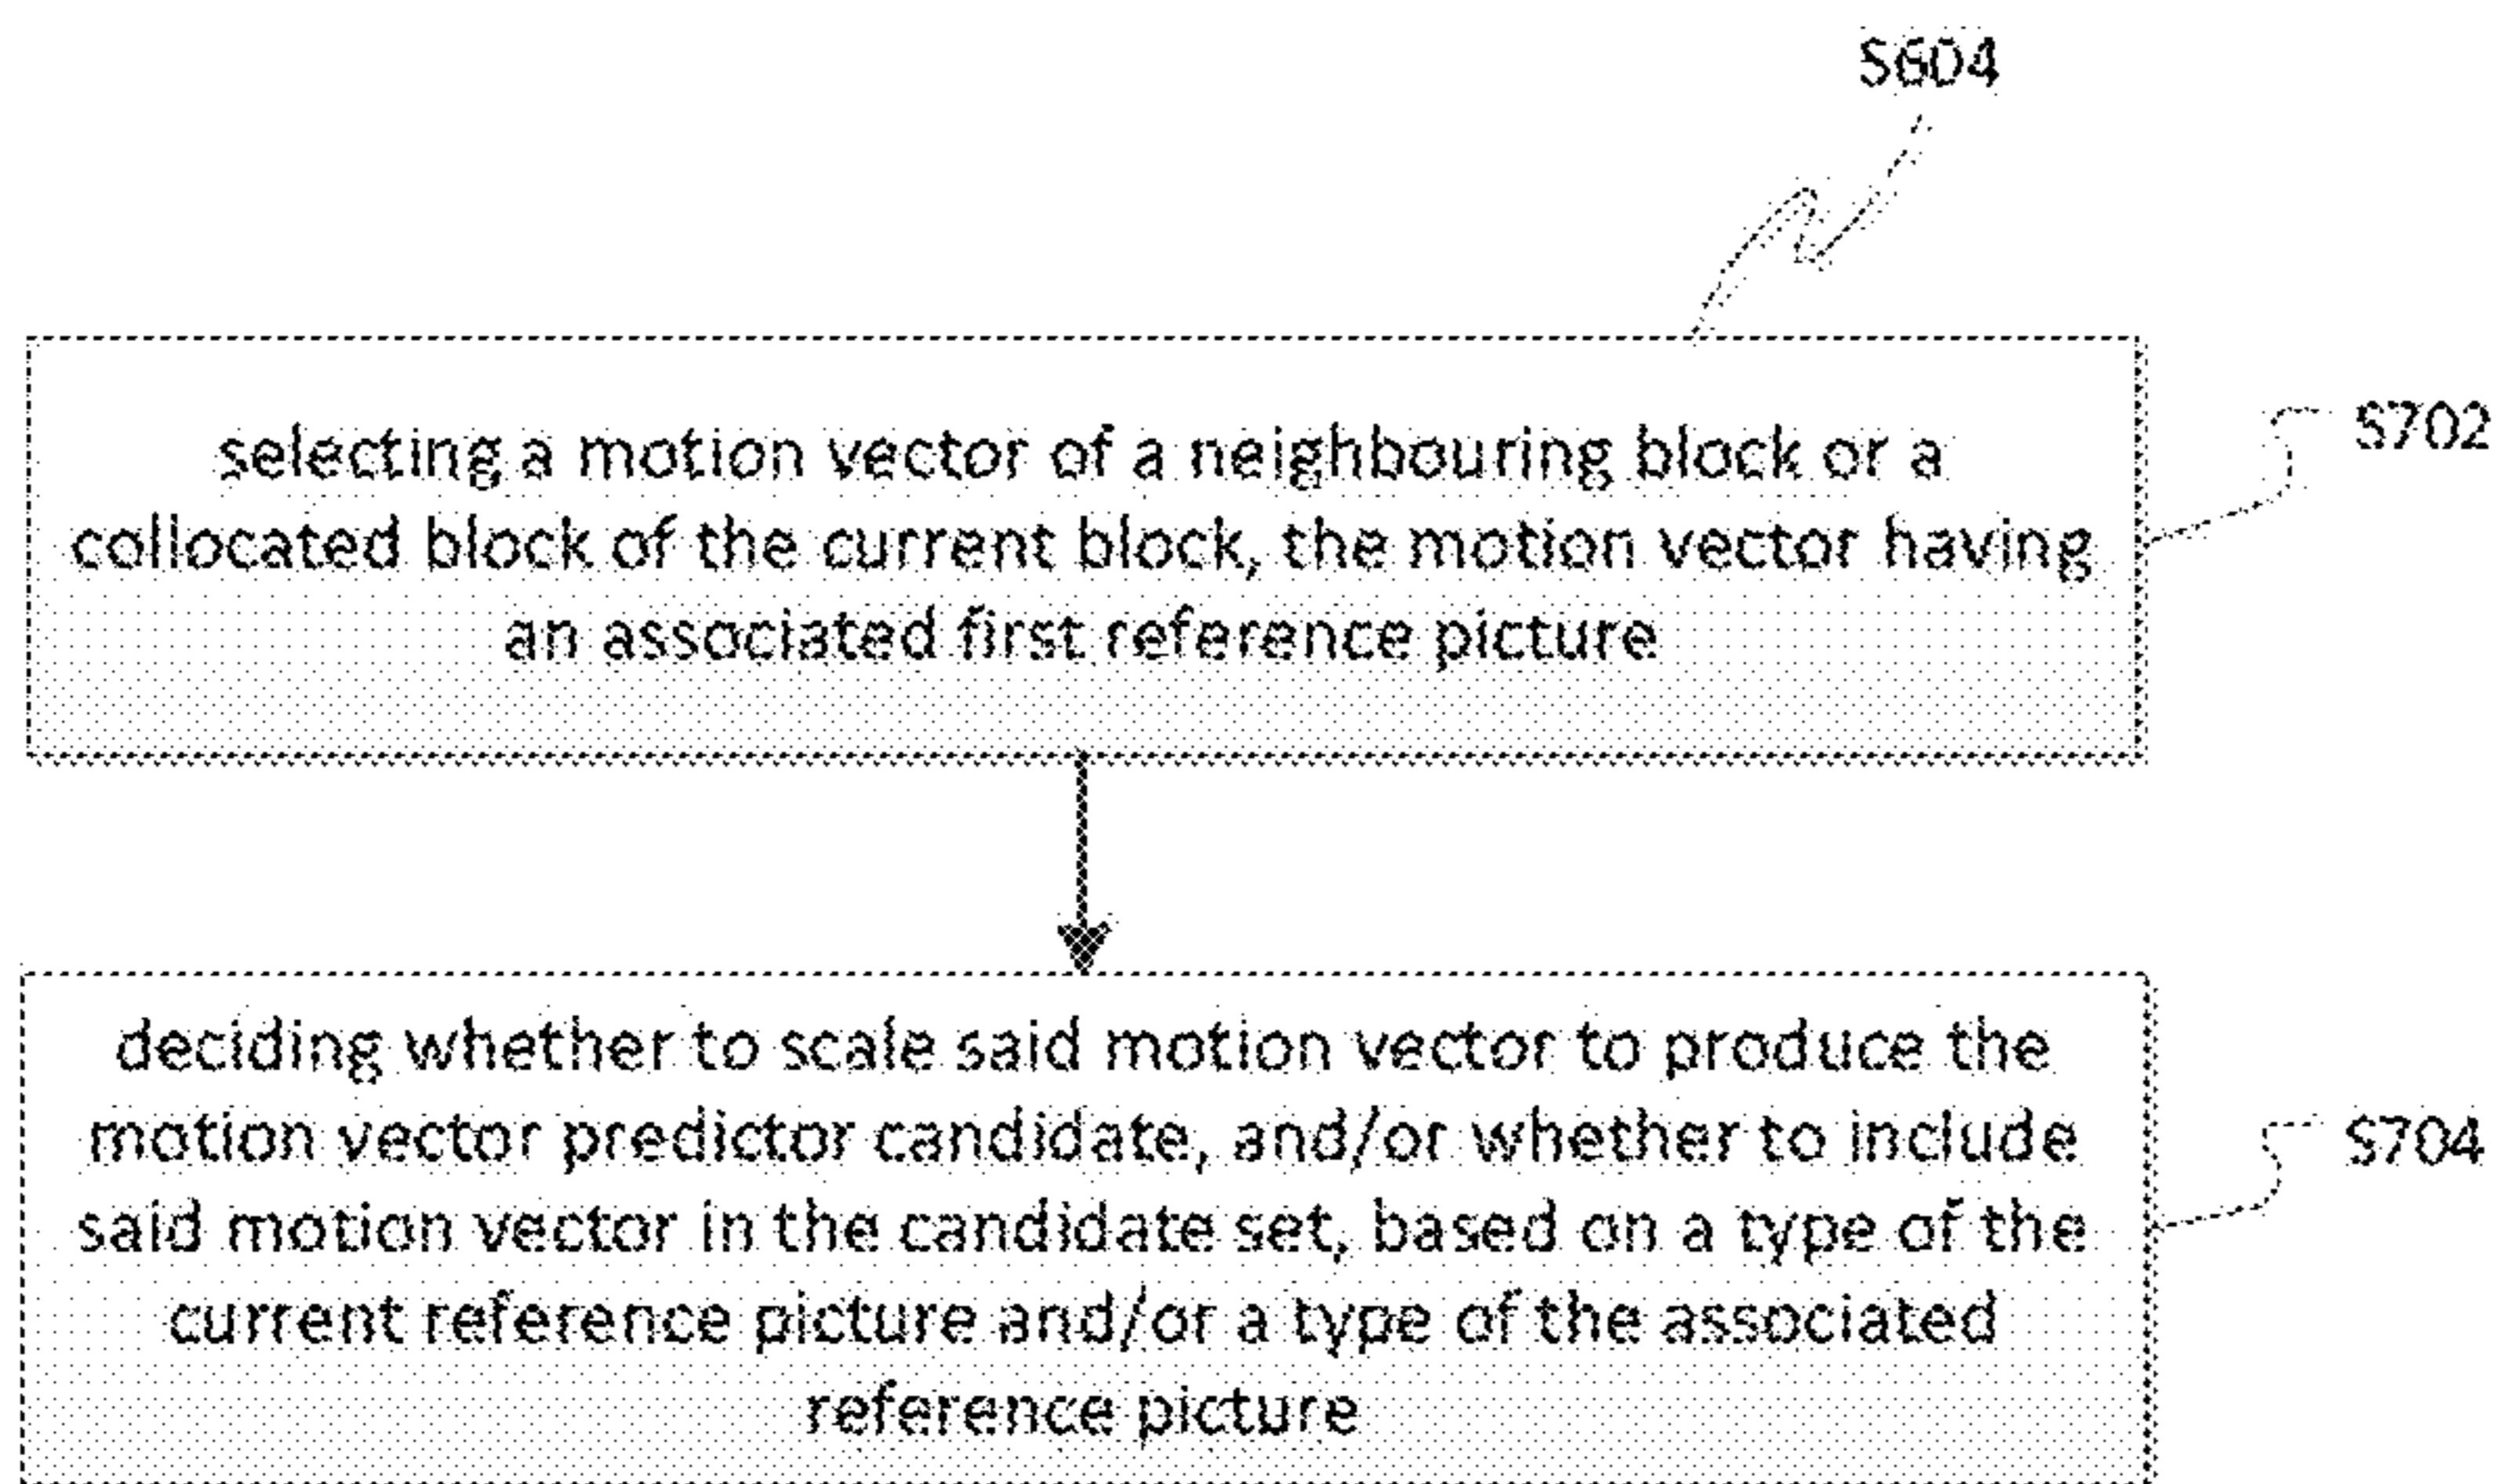 S604
selecting a motion vector of a neighbouring block or a
S702
collocated block of the current block, the motion vector having
an associated first reference picture
deciding whether to scale said motion vector to produce the
motion vector predictor candidate, and/or whether to include
S704
said motion vector in the candidate set, based on a type of the
current reference picture and/or a type of the associated
reference picture